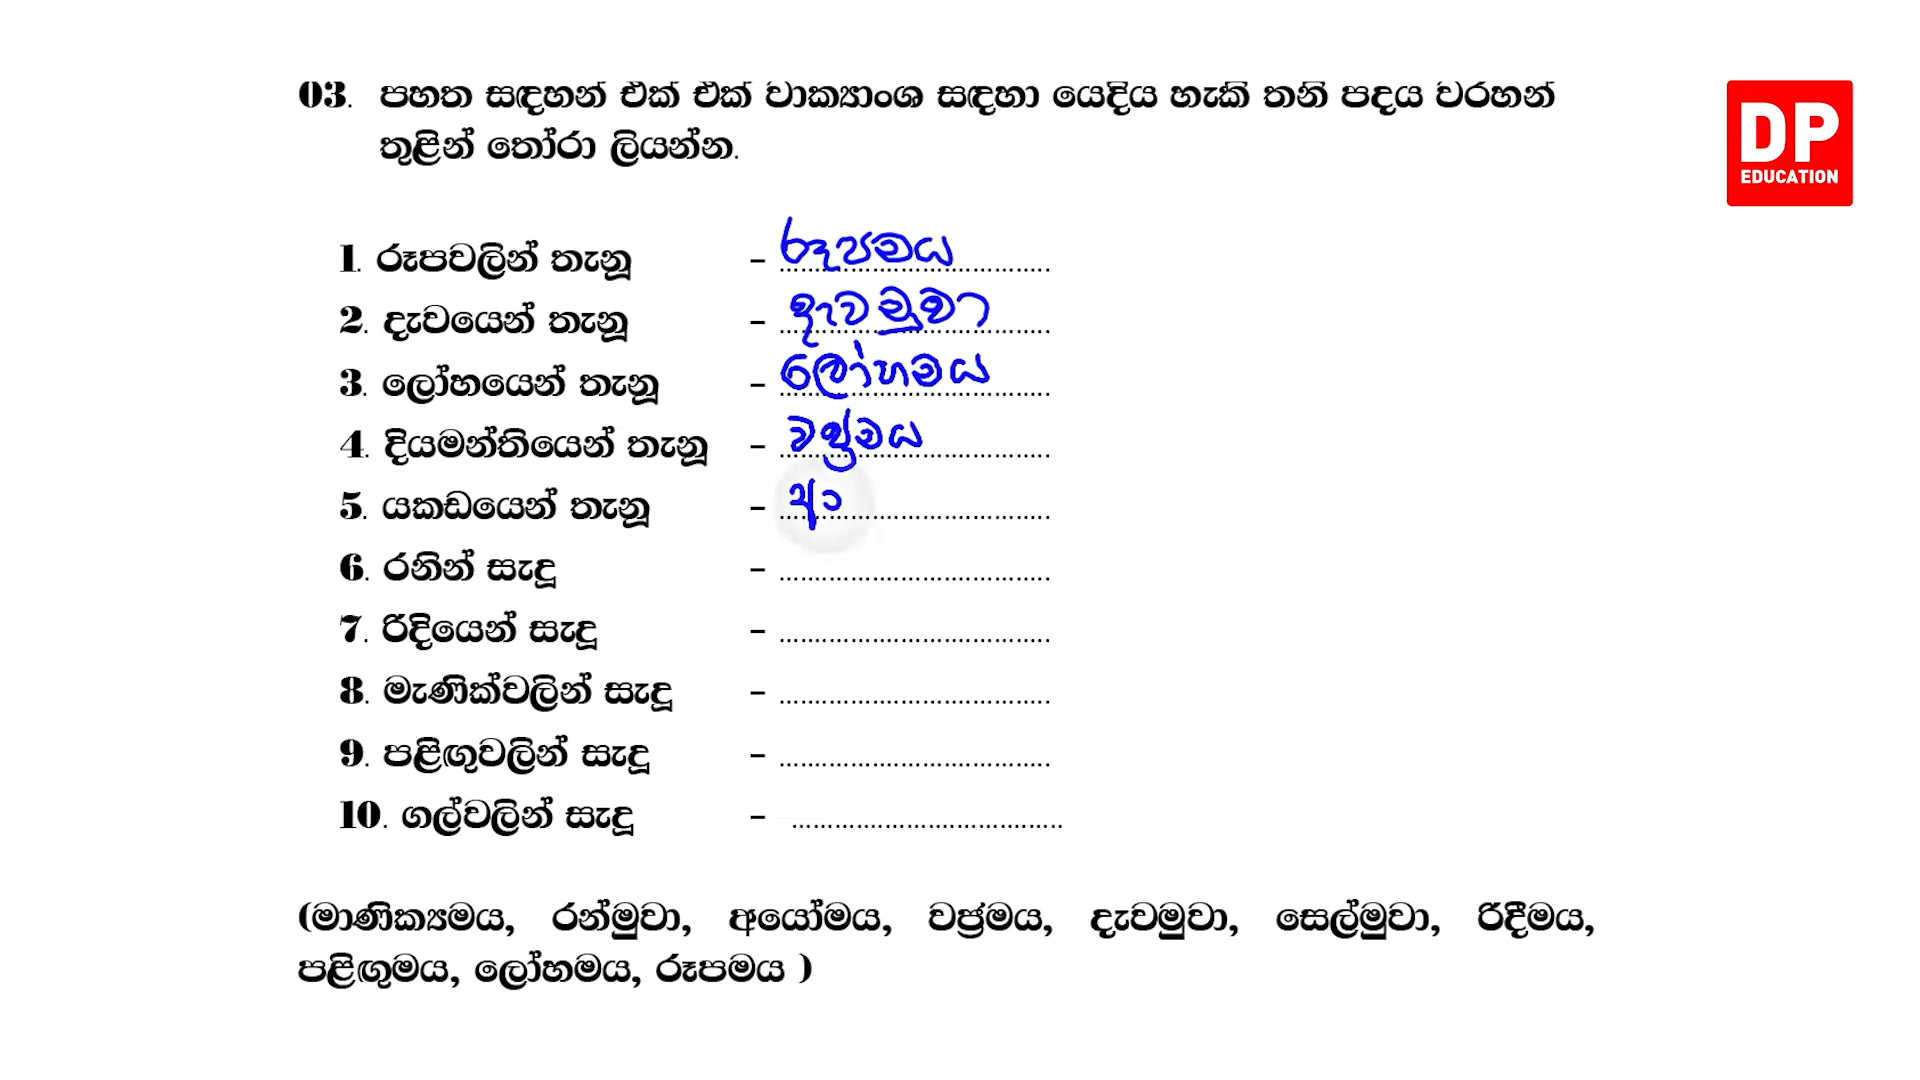 03. පහත සඳහන් එක් එක් වාක්‍යාංශ සඳහා යෙදිය හැකි තනි පදය වරහන්
තුළින් තෝරා ලියන්න.
DP
EDUCATION
1. රූපවලින් තැනූ - රූපමය
2. දැවයෙන් තැනූ - දැවමුවා
3. ලෝහයෙන් තැනූ - ලෝහමය
4. දියමන්තියෙන් තැනූ - වජ්‍රමය
5. යකඩයෙන් තැනූ -
6. රනින් සැදූ - ................
7. රිදියෙන් සැදූ - ................
8. මැණික්වලින් සැදූ - ................
9. පළිඟුවලින් සැදූ - ................
10. ගල්වලින් සැදූ - ................
(මාණික්‍යමය, රන්මුවා, අයෝමය, වජ්‍රමය, දැවමුවා, සෙල්මුවා, රිදීමය,
පළිඟුමය, ලෝහමය, රූපමය )